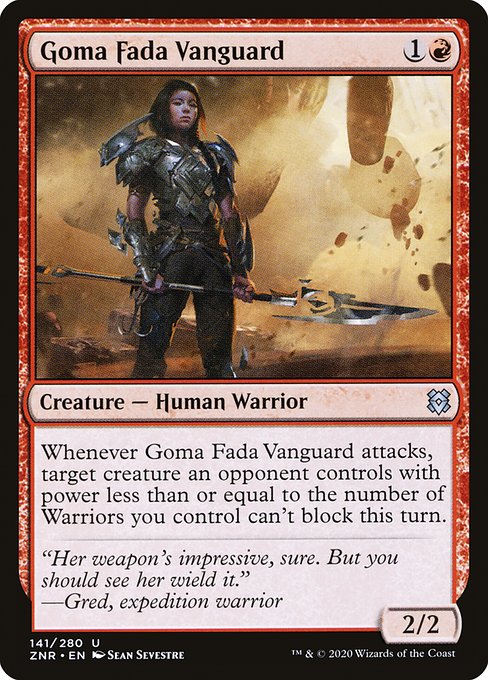 Goma Fada Vanguard 1
Creature — Human Warrior
Whenever Goma Fada Vanguard attacks,
target creature an opponent controls with
power less than or equal to the number of
Warriors you control can't block this turn.
“Her weapon's impressive, sure. But you
should see her wield it.”
—Gred, expedition warrior
2/2
141/280 U
ZNR • EN Sean Sevestre
™ & © 2020 Wizards of the Coast